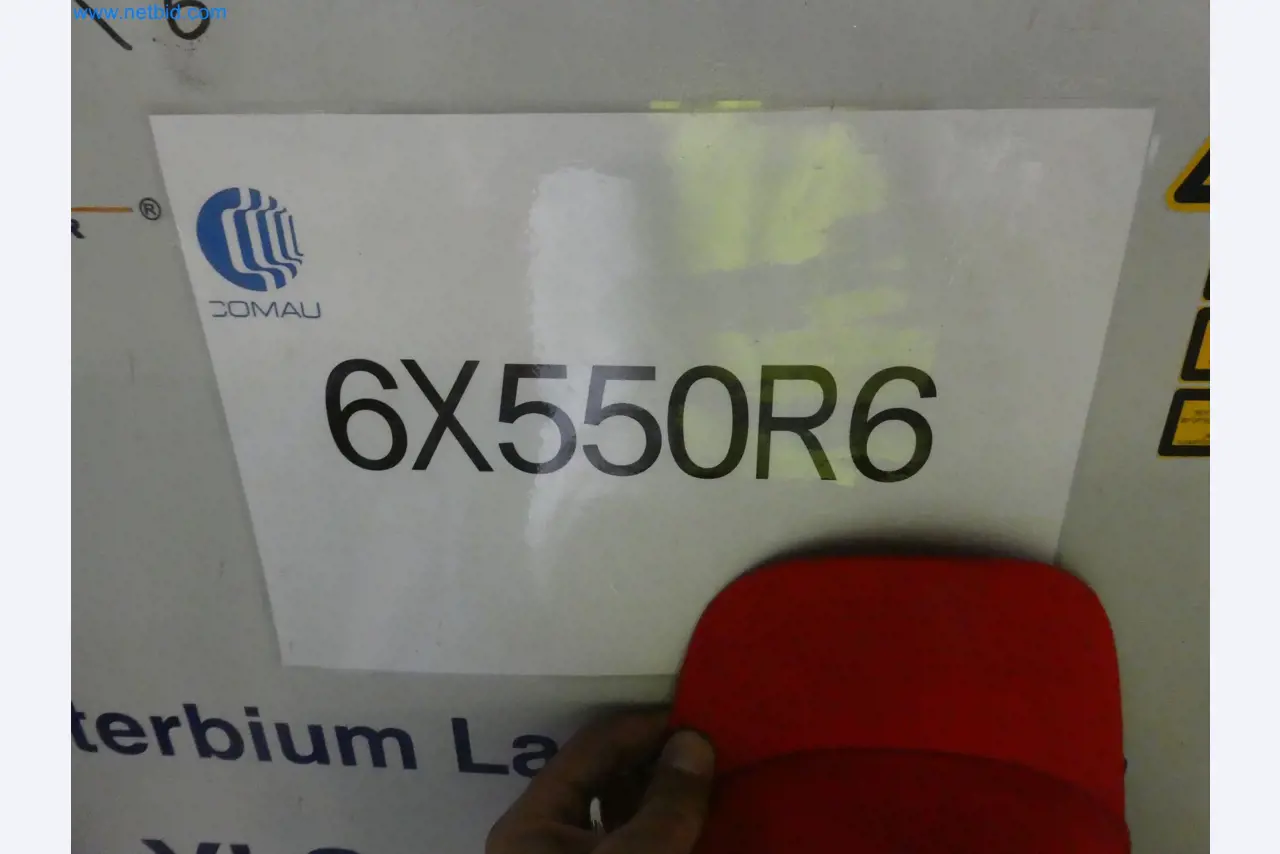 www.netbid.com
®
R
COMAU
6X550R6
terbium La